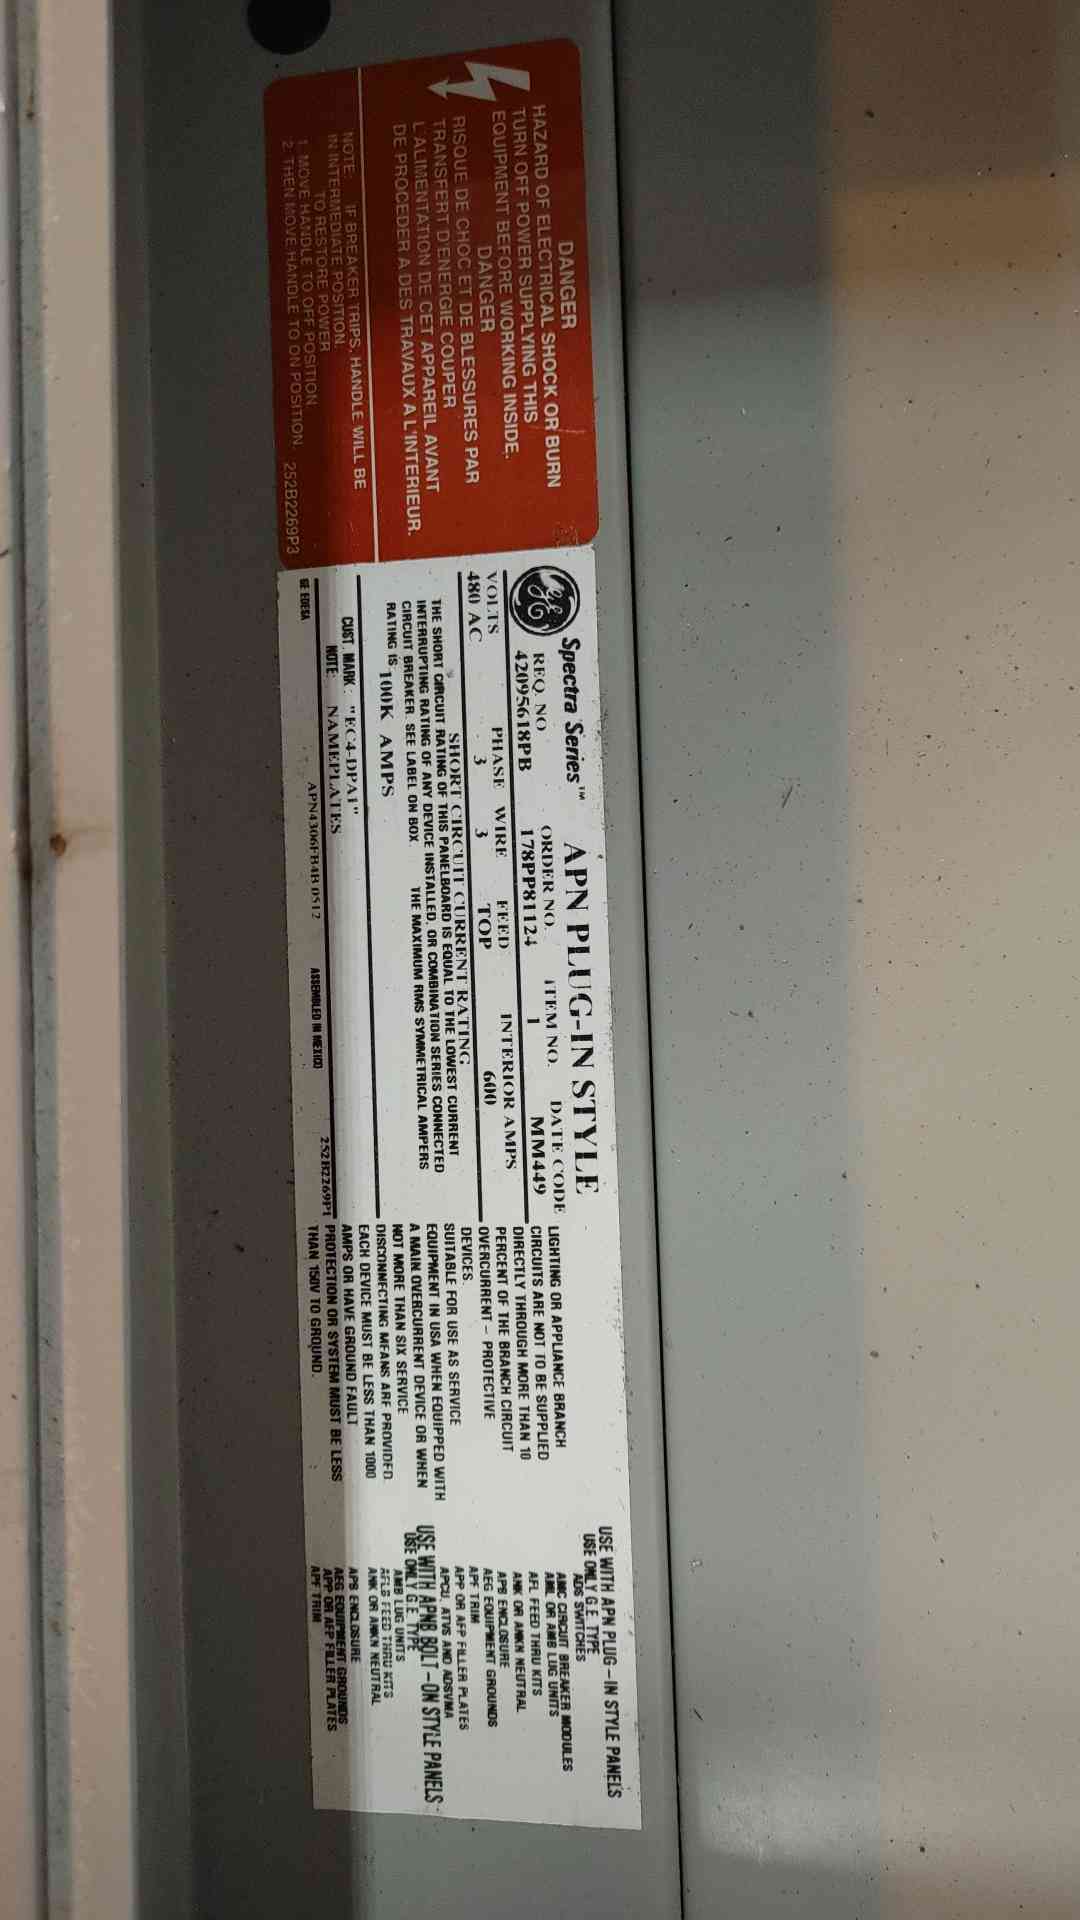 DANGER
HAZARD OF ELECTRICAL SHOCK OR BURN
TURN OFF POWER SUPPLYING THIS
EQUIPMENT BEFORE WORKING INSIDE.
DANGER
RISQUE DE CHOC ET DE BLESSURES PAR
TRANSFERT D'ENERGIE COUPER
L'ALIMENTATION DE CET APPAREIL AVANT
DE PROCEDER A DES TRAVAUX A L'INTERIEUR.
NOTE: IF BREAKER TRIPS, HANDLE WILL BE
IN INTERMEDIATE POSITION.
TO RESTORE POWER
1. MOVE HANDLE TO OFF POSITION
2. THEN MOVE HANDLE TO ON POSITION. 252B2269P3
GE Spectra Series™ APN PLUG-IN STYLE
REQ. NO ORDER NO. ITEM NO. DATE CODE
42095618PB 178PP81124 1 MM449
VOLTS PHASE WIRE FEED INTERIOR AMPS
480 AC 3 3 TOP 600
SHORT CIRCUIT CURRENT RATING
THE SHORT CIRCUIT RATING OF THIS PANELBOARD IS EQUAL TO THE LOWEST CURRENT
INTERRUPTING RATING OF ANY DEVICE INSTALLED, OR COMBINATION SERIES CONNECTED
CIRCUIT BREAKER. SEE LABEL ON BOX. THE MAXIMUM RMS SYMMETRICAL AMPERS
RATING IS 100K AMPS
CUST. MARK: "EC4-DPA1"
NOTE: NAMEPLATES
APN4306FB4B 0512 ASSEMBLED IN MEXICO 252B2269P1
GE EDESA
LIGHTING OR APPLIANCE BRANCH
CIRCUITS ARE NOT TO BE SUPPLIED
DIRECTLY THROUGH MORE THAN 10
PERCENT OF THE BRANCH CIRCUIT
OVERCURRENT - PROTECTIVE
DEVICES.
SUITABLE FOR USE AS SERVICE
EQUIPMENT IN USA WHEN EQUIPPED WITH
A MAIN OVERCURRENT DEVICE OR WHEN
NOT MORE THAN SIX SERVICE
DISCONNECTING MEANS ARE PROVIDED.
EACH DEVICE MUST BE LESS THAN 1000
AMPS OR HAVE GROUND FAULT
PROTECTION OR SYSTEM MUST BE LESS
THAN 150V TO GROUND.
USE WITH APN PLUG-IN STYLE PANELS
USE ONLY G.E. TYPE
ADS SWITCHES
AMC CIRCUIT BREAKER MODULES
AML OR AMB LUG UNITS
AFL FEED THRU KITS
ANK OR ANKN NEUTRAL
APB ENCLOSURE
AEG EQUIPMENT GROUNDS
APF TRIM
APP OR AFP FILLER PLATES
APCU, ATVS AND ADSVMA
USE WITH APNB BOLT-ON STYLE PANELS
USE ONLY G.E. TYPE
AMB LUG UNITS
AFLB FEED THRU KITS
ANK OR ANKN NEUTRAL
APB ENCLOSURE
AEG EQUIPMENT GROUNDS
APP OR AFP FILLER PLATES
APF TRIM